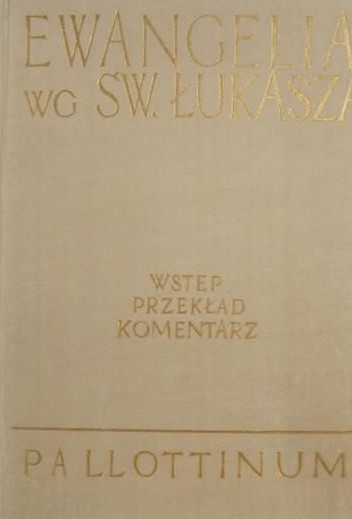 EWANGELIA
WG ŚW. ŁUKASZA
WSTĘP
PRZEKŁAD
KOMENTARZ
PALLOTTINUM